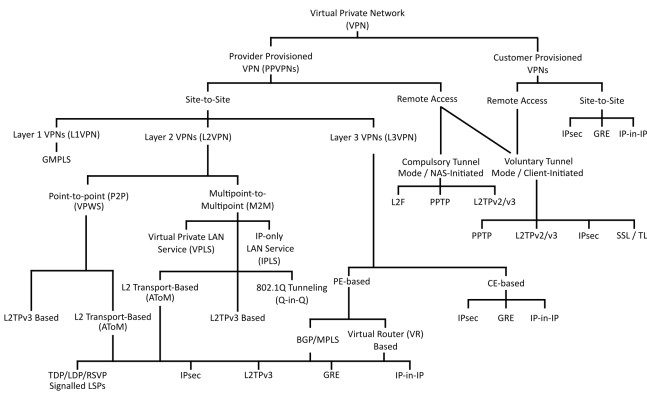 Virtual Private Network
(VPN)
Provider Provisioned
VPN (PPVPNs)
Customer Provisioned
VPNs
Site-to-Site
Remote Access
Remote Access
Site-to-Site
Layer 1 VPNs (L1VPN)
Layer 2 VPNs (L2VPN)
Layer 3 VPNs (L3VPN)
IPsec
GRE
IP-in-IP
GMPLS
Compulsory Tunnel
Mode / NAS-Initiated
Voluntary Tunnel
Mode / Client-Initiated
Point-to-point (P2P)
(VPWS)
Multipoint-to-
Multipoint (M2M)
L2F
PPTP
L2TPv2/v3
Virtual Private LAN
Service (VPLS)
IP-only
LAN Service
(IPLS)
PPTP
L2TPv2/v3
IPsec
SSL / TL
L2TPv3 Based
L2 Transport-Based
(AToM)
L2 Transport-Based
(AToM)
L2TPv3 Based
802.1Q Tunneling
(Q-in-Q)
PE-based
CE-based
IPsec
GRE
IP-in-IP
BGP/MPLS
Virtual Router (VR)
Based
TDP/LDP/RSVP
Signalled LSPs
IPsec
L2TPv3
GRE
IP-in-IP